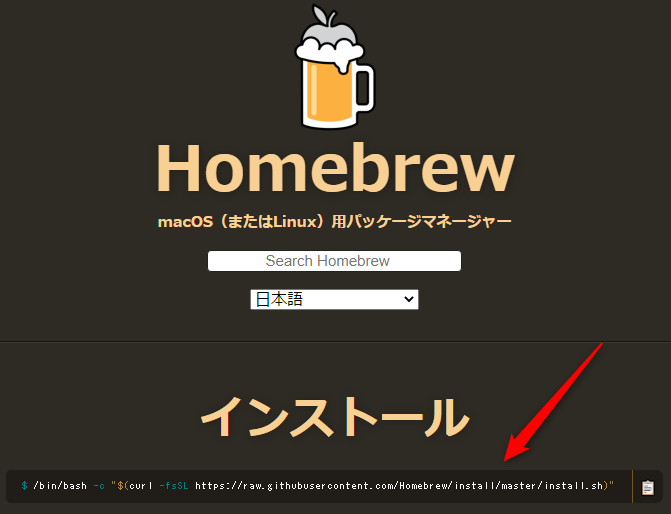 Homebrew
macOS（またはLinux）用パッケージマネージャー
Search Homebrew
日本語
インストール
$ /bin/bash -c "$(curl -fsSL https://raw.githubusercontent.com/Homebrew/install/master/install.sh)"